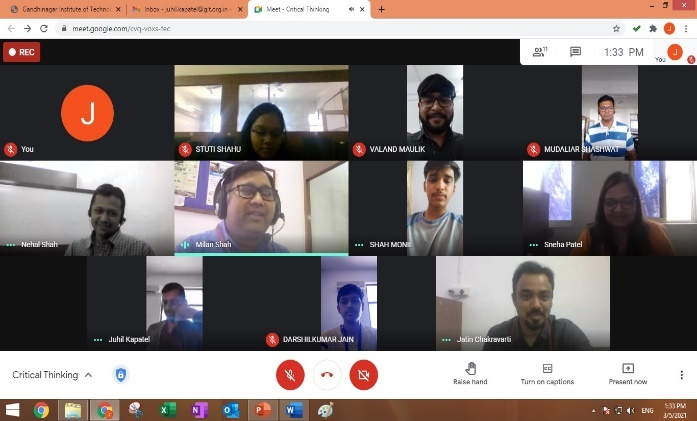 Gandhinagar Institute of Techno
Inbox - juhilkapatel@git.org.in -
Meet - Critical Thinking
meet.google.com/cvq-voxs-fec
REC
11
1:33 PM
You
J
J
You
STUTI SHAHU
VALAND MAULIK
MUDALIAR SHASHWAT
Nehal Shah
Milan Shah
SHAH MONIL
Sneha Patel
Juhil Kapatel
DARSHILKUMAR JAIN
Jatin Chakravarti
Critical Thinking
Raise hand
Turn on captions
Present now
ENG
1:33 PM
3/5/2021